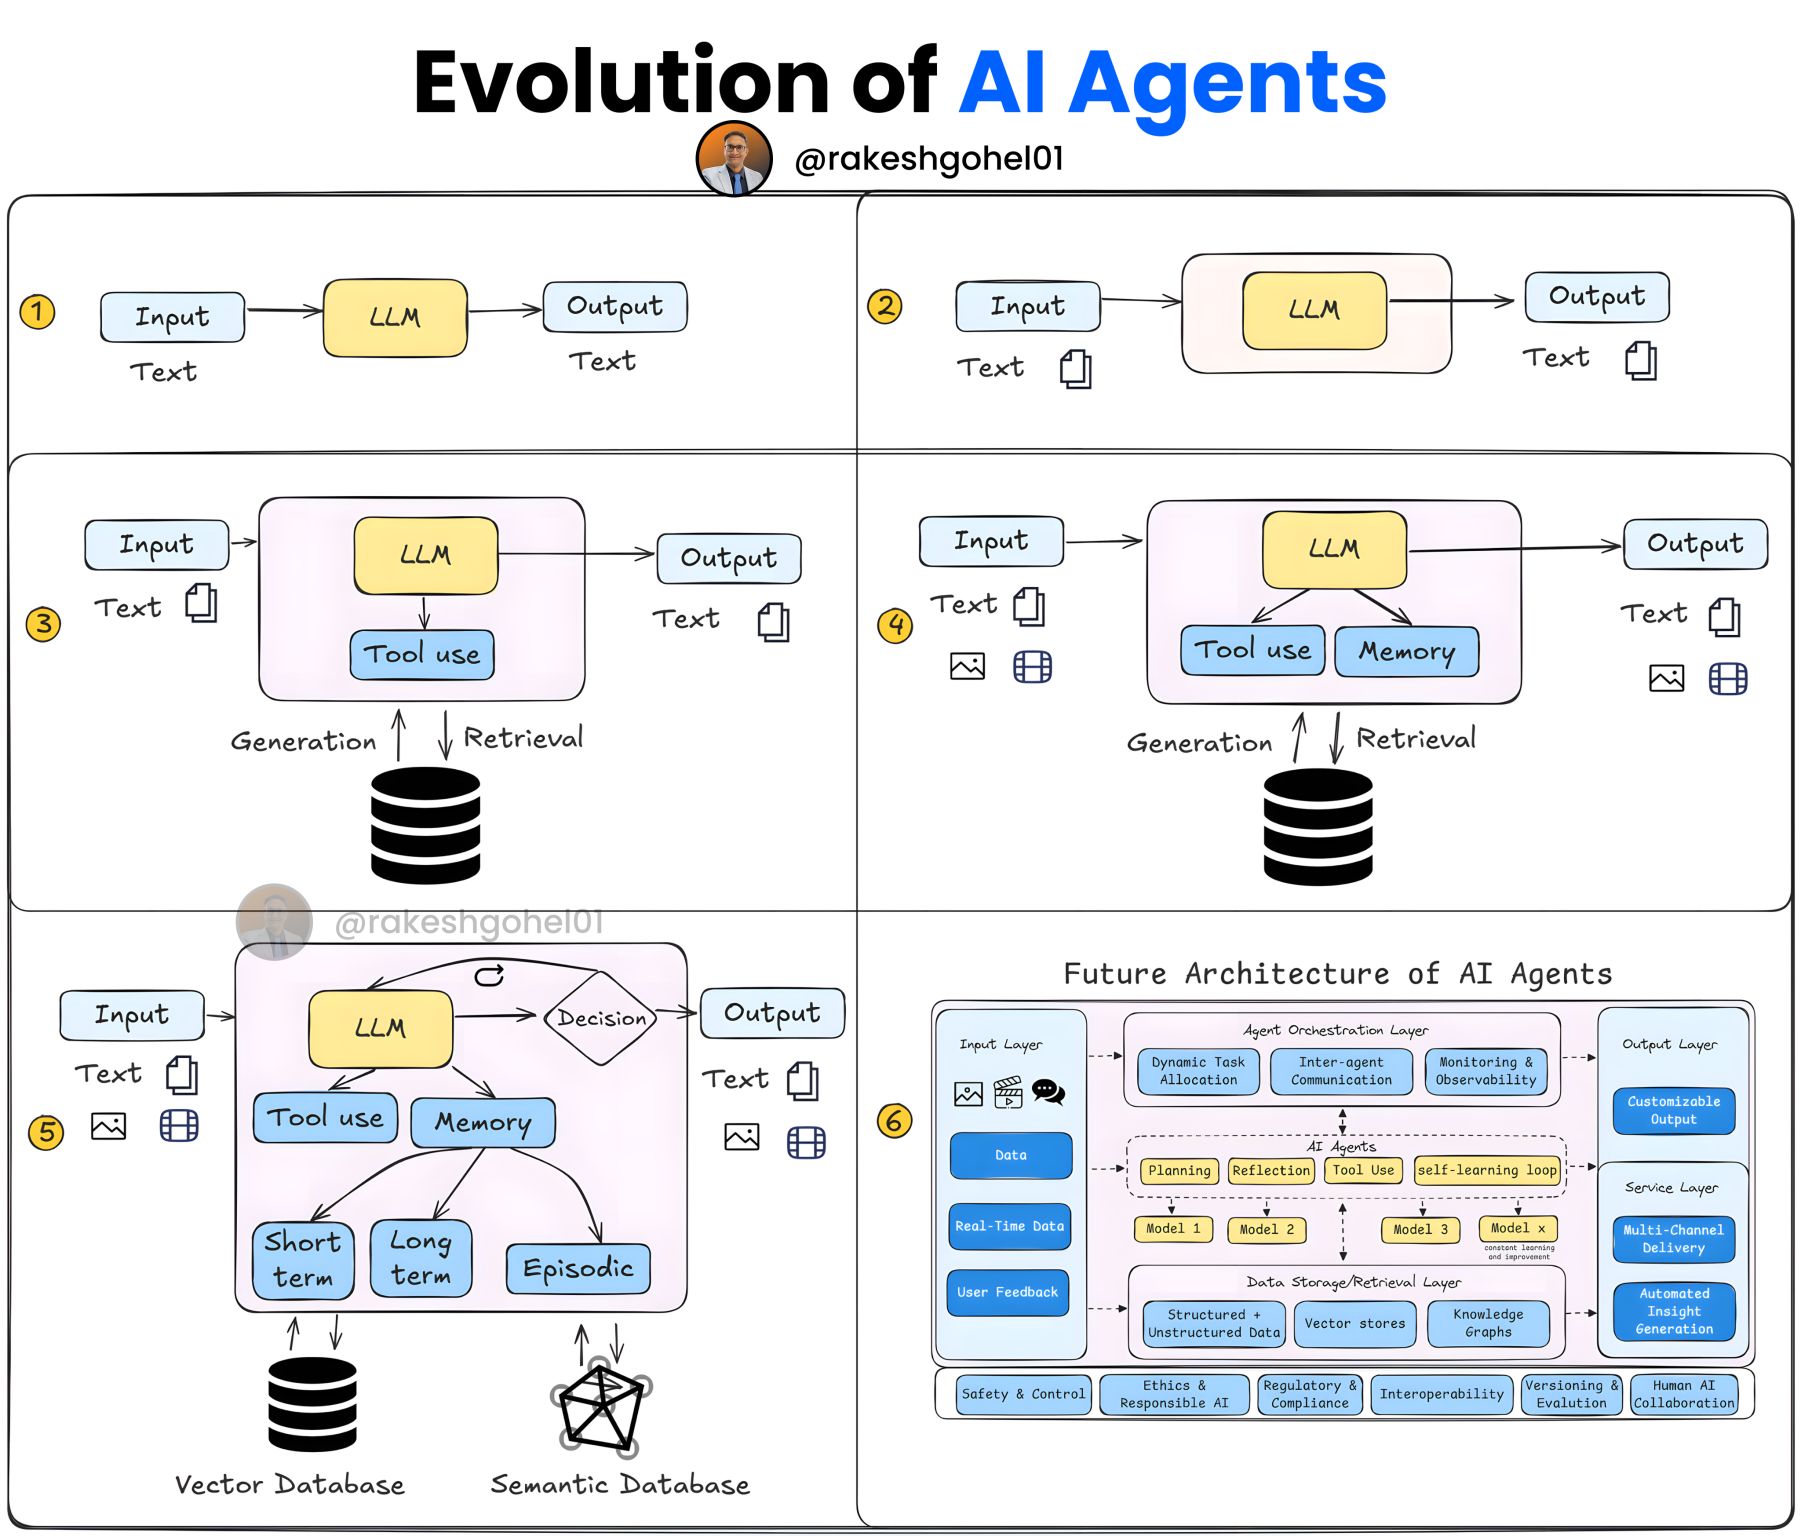 Evolution of AI Agents
@rakeshgohel01
1
Input
LLM
Output
Text
Text
2
Input
LLM
Output
Text
Text
3
Input
LLM
Output
Text
Text
Tool use
Generation
Retrieval
4
Input
LLM
Output
Text
Text
Tool use
Memory
Generation
Retrieval
@rakeshgohel01
5
Input
LLM
Decision
Output
Text
Text
Tool use
Memory
Short
term
Long
term
Episodic
Vector Database
Semantic Database
6
Future Architecture of AI Agents
Input Layer
Data
Real-Time Data
User Feedback
Agent Orchestration Layer
Dynamic Task
Allocation
Inter-agent
Communication
Monitoring &
Observability
AI Agents
Planning
Reflection
Tool Use
self-learning loop
Model 1
Model 2
Model 3
Model x
constant learning
and improvement
Data Storage/Retrieval Layer
Structured +
Unstructured Data
Vector stores
Knowledge
Graphs
Output Layer
Customizable
Output
Service Layer
Multi-Channel
Delivery
Automated
Insight
Generation
Safety & Control
Ethics &
Responsible AI
Regulatory &
Compliance
Interoperability
Versioning &
Evalution
Human AI
Collaboration